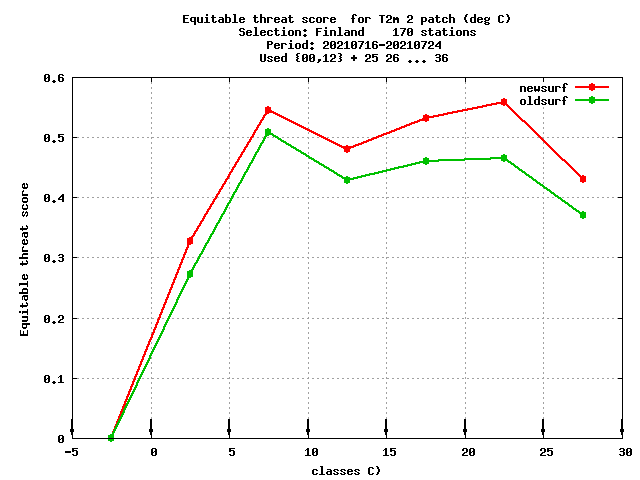 Equitable threat score  for T2m 2 patch (deg C)
Selection: Finland    170 stations
Period: 20210716-20210724
Used {00,12} + 25 26 ... 36
newsurf
oldsurf
Equitable threat score
0.6
0.5
0.4
0.3
0.2
0.1
0
-5 0 5 10 15 20 25 30
classes C)